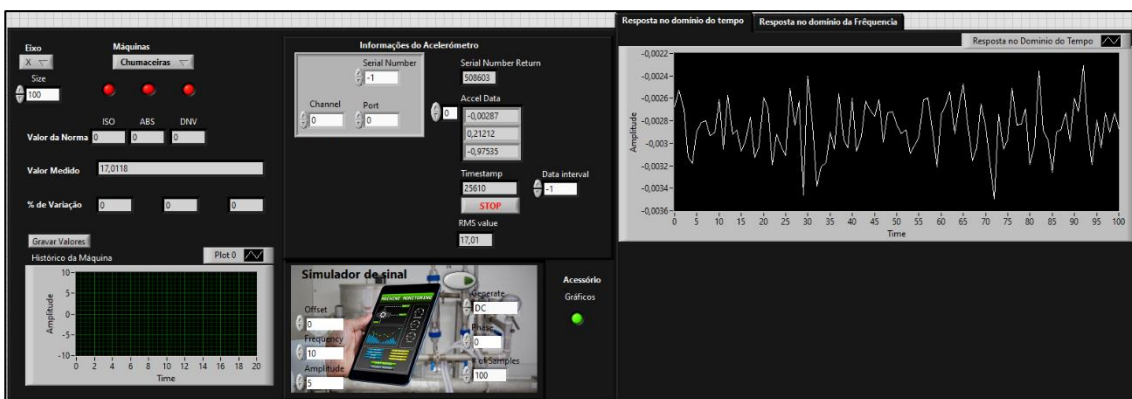 Resposta no domínio do tempo
Resposta no domínio da Frêquencia
Eixo
X
Máquinas
Chumaceiras
Size
100
ISO ABS DNV
Valor da Norma 0 0 0
Valor Medido 17,0118
% de Variação 0 0 0
Gravar Valores
Histórico da Máquina
Plot 0
Amplitude
10
5
0
-5
-10
0 2 4 6 8 10 12 14 16 18 20
Time
Informações do Acelerómetro
Serial Number
-1
Channel
0
Port
0
Serial Number Return
508603
Accel Data
0
-0,00287
0,21212
-0,97535
Timestamp
25610
Data interval
-1
STOP
RMS value
17,01
Simulador de sinal
MACHINE MONITORING
Offset
0
Frequency
10
Amplitude
5
Generate
DC
Phase
0
# of Samples
100
Acessório
Gráficos
Resposta no Dominio do Tempo
Amplitude
-0,0022
-0,0024
-0,0026
-0,0028
-0,003
-0,0032
-0,0034
-0,0036
0 5 10 15 20 25 30 35 40 45 50 55 60 65 70 75 80 85 90 95 100
Time